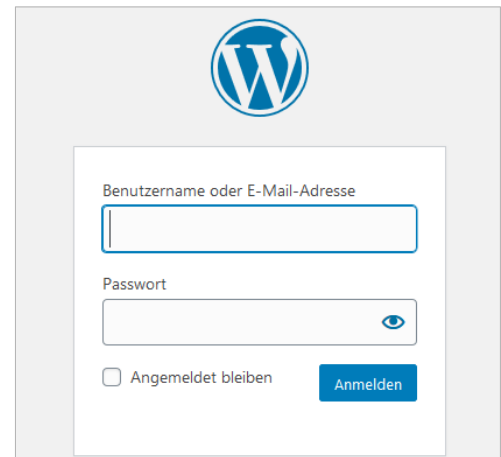 Benutzername oder E-Mail-Adresse
Passwort
Angemeldet bleiben
Anmelden